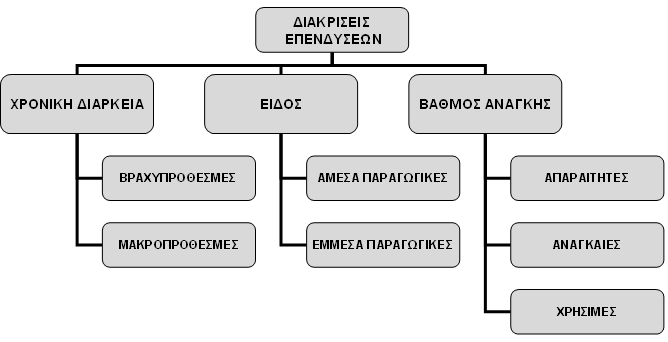 ΔΙΑΚΡΙΣΕΙΣ
ΕΠΕΝΔΥΣΕΩΝ
ΧΡΟΝΙΚΗ ΔΙΑΡΚΕΙΑ
ΕΙΔΟΣ
ΒΑΘΜΟΣ ΑΝΑΓΚΗΣ
ΒΡΑΧΥΠΡΟΘΕΣΜΕΣ
ΑΜΕΣΑ ΠΑΡΑΓΩΓΙΚΕΣ
ΑΠΑΡΑΙΤΗΤΕΣ
ΜΑΚΡΟΠΡΟΘΕΣΜΕΣ
ΕΜΜΕΣΑ ΠΑΡΑΓΩΓΙΚΕΣ
ΑΝΑΓΚΑΙΕΣ
ΧΡΗΣΙΜΕΣ